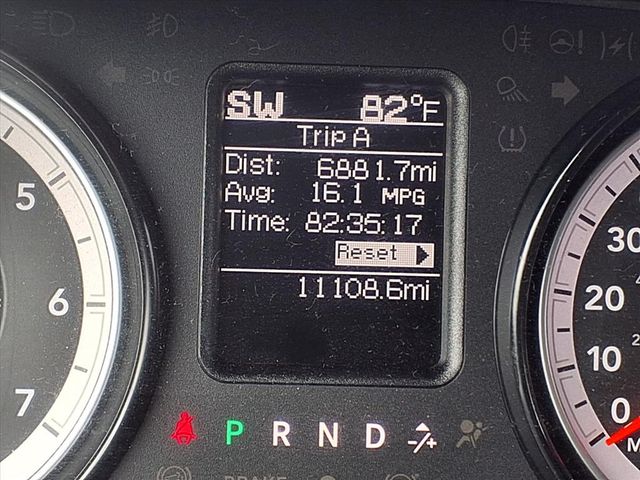 SW 82°F
Trip A
Dist: 6881.7mi
Avg: 16.1 MPG
Time: 82:35:17
Reset
11108.6mi
5
6
7
30
20
10
0
P R N D -/+
BRAKE